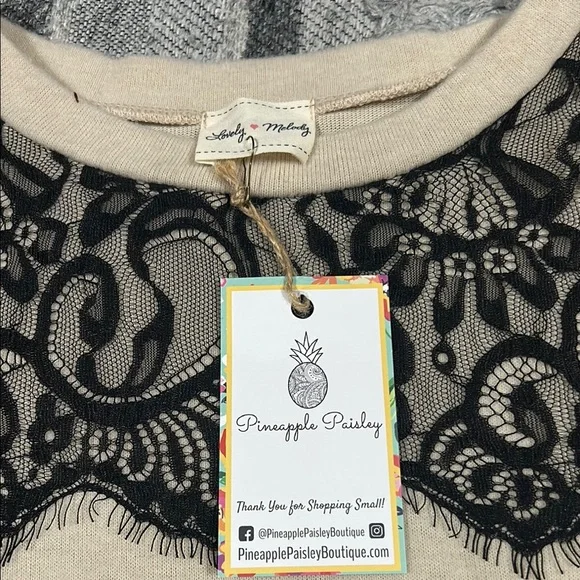 Lovely Melody
Pineapple Paisley
Thank You for Shopping Small!
@PineapplePaisleyBoutique
PineapplePaisleyBoutique.com